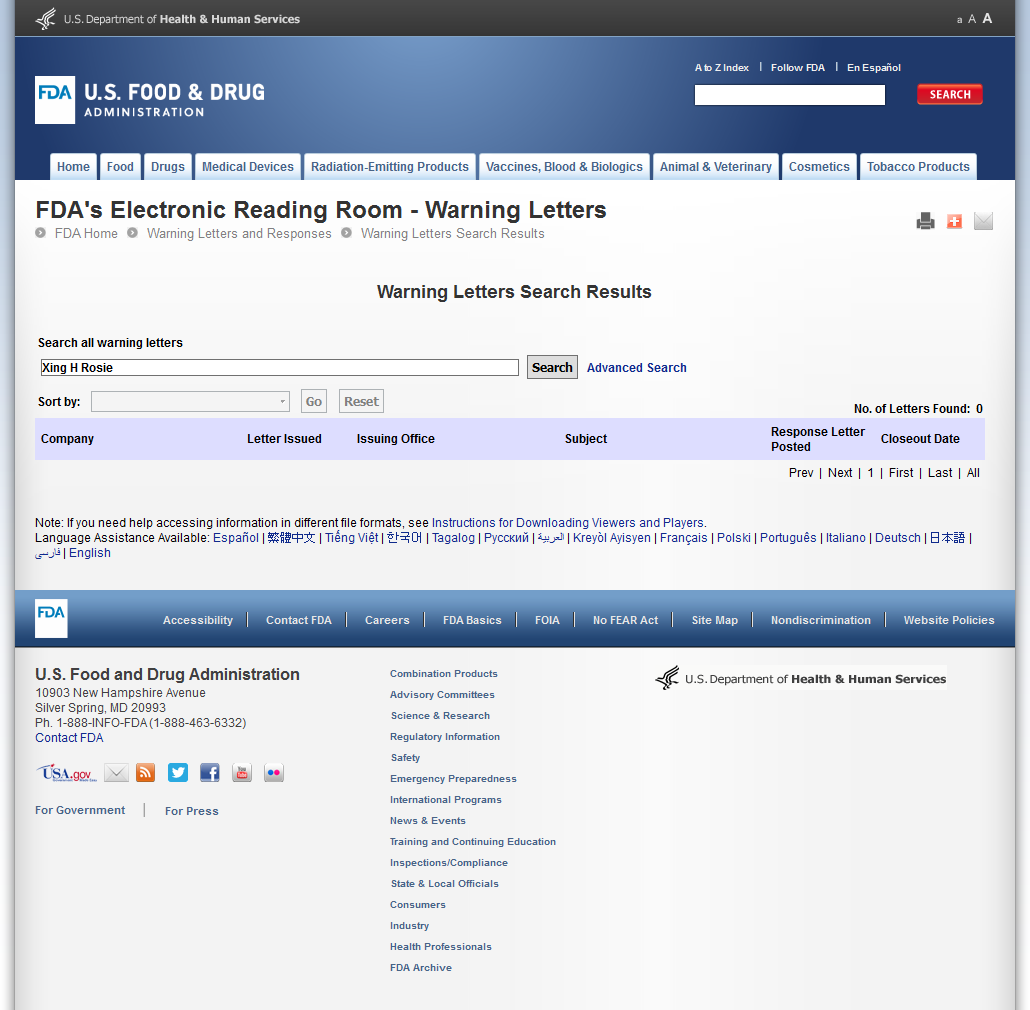 U.S. Department of Health & Human Services
a A A
A to Z Index | Follow FDA | En Español
FDA U.S. FOOD & DRUG
ADMINISTRATION
SEARCH
Home Food Drugs Medical Devices Radiation-Emitting Products Vaccines, Blood & Biologics Animal & Veterinary Cosmetics Tobacco Products
FDA's Electronic Reading Room - Warning Letters
FDA Home Warning Letters and Responses Warning Letters Search Results
Warning Letters Search Results
Search all warning letters
Xing H Rosie Search Advanced Search
Sort by: Go Reset
No. of Letters Found: 0
Company Letter Issued Issuing Office Subject Response Letter Posted Closeout Date
Prev | Next | 1 | First | Last | All
Note: If you need help accessing information in different file formats, see Instructions for Downloading Viewers and Players.
Language Assistance Available: Español | 繁體中文 | Tiếng Việt | 한국어 | Tagalog | Русский | العربية | Kreyòl Ayisyen | Français | Polski | Português | Italiano | Deutsch | 日本語 |
فارسی | English
FDA
Accessibility Contact FDA Careers FDA Basics FOIA No FEAR Act Site Map Nondiscrimination Website Policies
U.S. Food and Drug Administration
10903 New Hampshire Avenue
Silver Spring, MD 20993
Ph. 1-888-INFO-FDA (1-888-463-6332)
Contact FDA
USA.gov
For Government | For Press
Combination Products
Advisory Committees
Science & Research
Regulatory Information
Safety
Emergency Preparedness
International Programs
News & Events
Training and Continuing Education
Inspections/Compliance
State & Local Officials
Consumers
Industry
Health Professionals
FDA Archive
U.S. Department of Health & Human Services